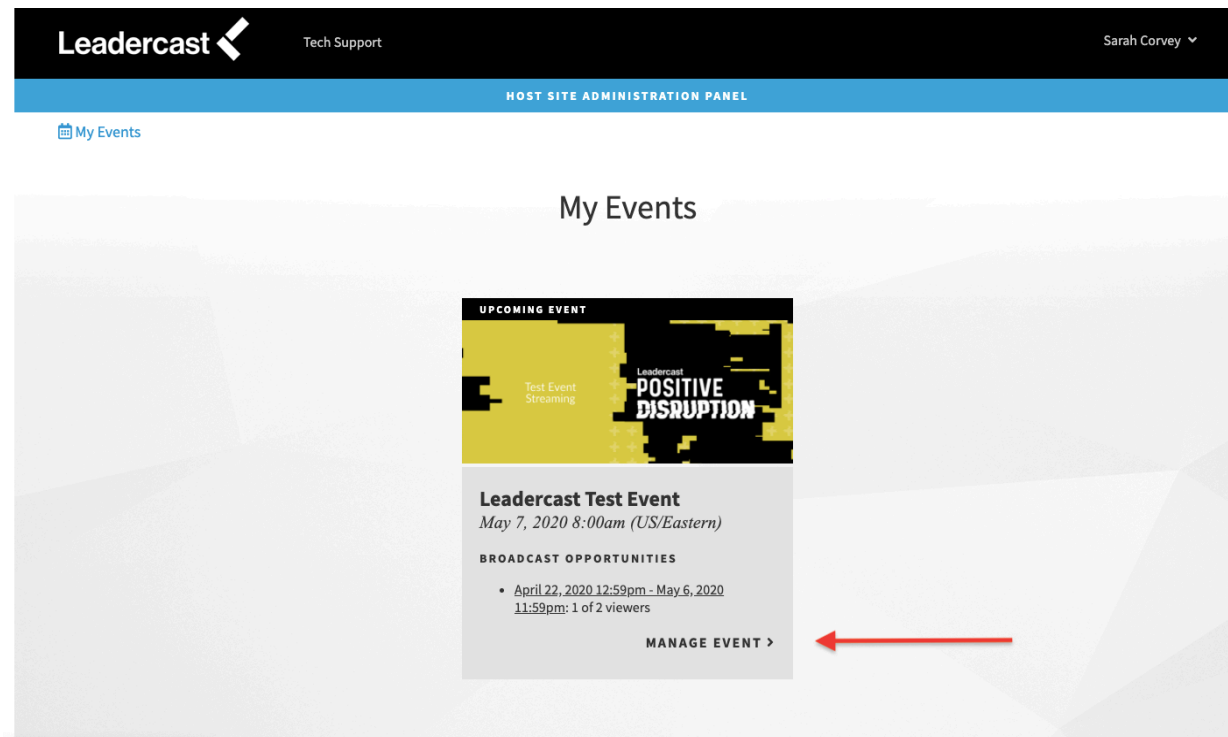 Leadercast
Tech Support
Sarah Corvey
HOST SITE ADMINISTRATION PANEL
My Events
My Events
UPCOMING EVENT
Test Event
Streaming
Leadercast
POSITIVE
DISRUPTION
Leadercast Test Event
May 7, 2020 8:00am (US/Eastern)
BROADCAST OPPORTUNITIES
• April 22, 2020 12:59pm - May 6, 2020
11:59pm: 1 of 2 viewers
MANAGE EVENT >